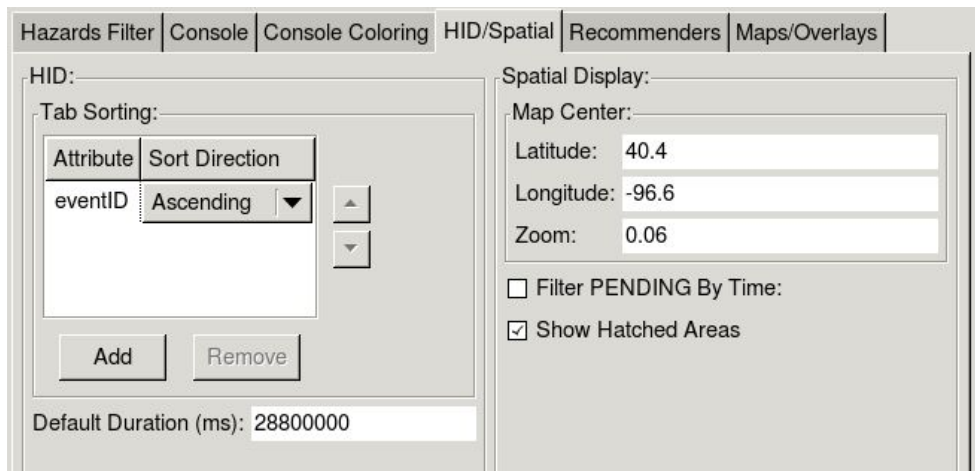 Hazards Filter Console Console Coloring HID/Spatial Recommenders Maps/Overlays
HID:
Tab Sorting:
Attribute Sort Direction
eventID Ascending
Add Remove
Default Duration (ms): 28800000
Spatial Display:
Map Center:
Latitude: 40.4
Longitude: -96.6
Zoom: 0.06
Filter PENDING By Time:
Show Hatched Areas